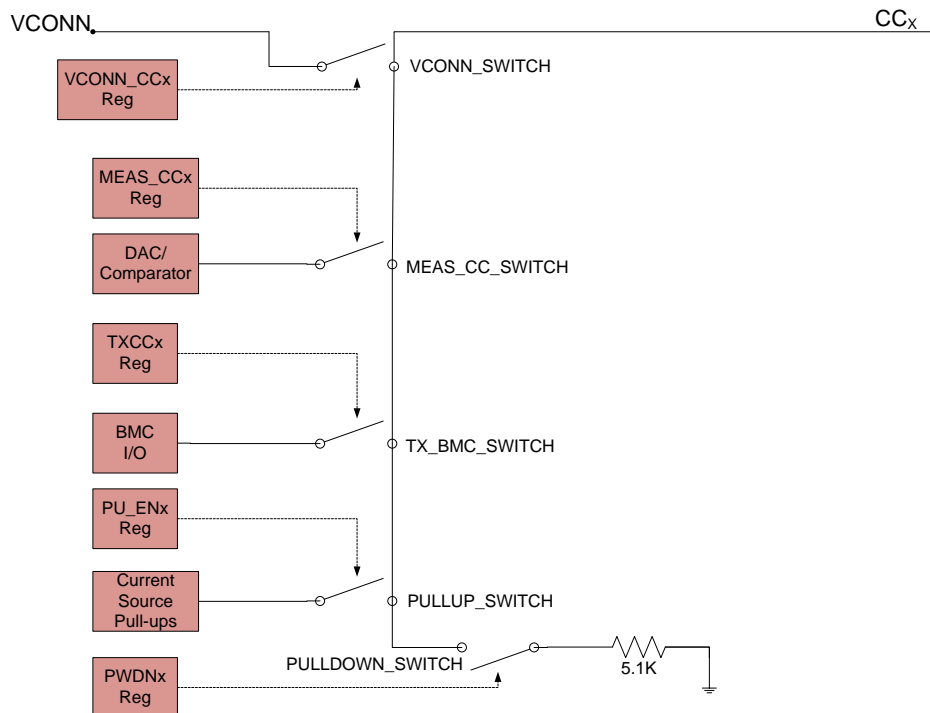 VCONN
CCX
VCONN_CCx
Reg
VCONN_SWITCH
MEAS_CCx
Reg
DAC/
Comparator
MEAS_CC_SWITCH
TXCCx
Reg
BMC
I/O
TX_BMC_SWITCH
PU_ENx
Reg
Current
Source
Pull-ups
PULLUP_SWITCH
PULLDOWN_SWITCH
5.1K
PWDNx
Reg